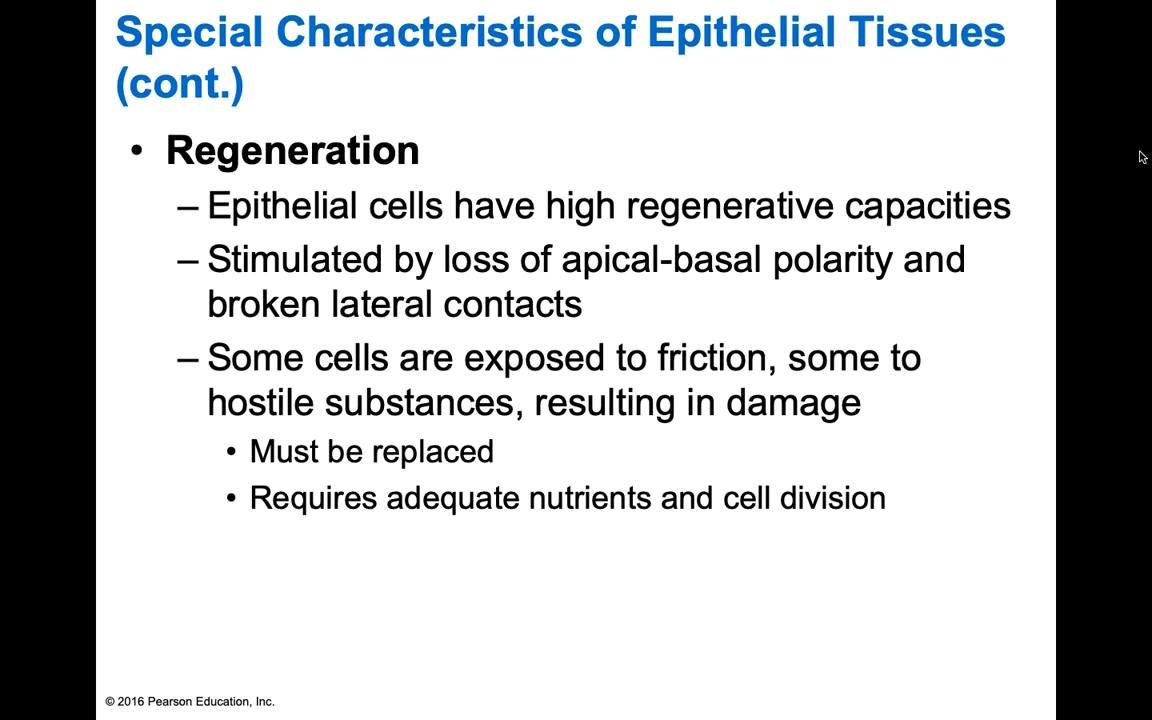 Special Characteristics of Epithelial Tissues
(cont.)
• Regeneration
– Epithelial cells have high regenerative capacities
– Stimulated by loss of apical-basal polarity and
broken lateral contacts
– Some cells are exposed to friction, some to
hostile substances, resulting in damage
• Must be replaced
• Requires adequate nutrients and cell division
© 2016 Pearson Education, Inc.